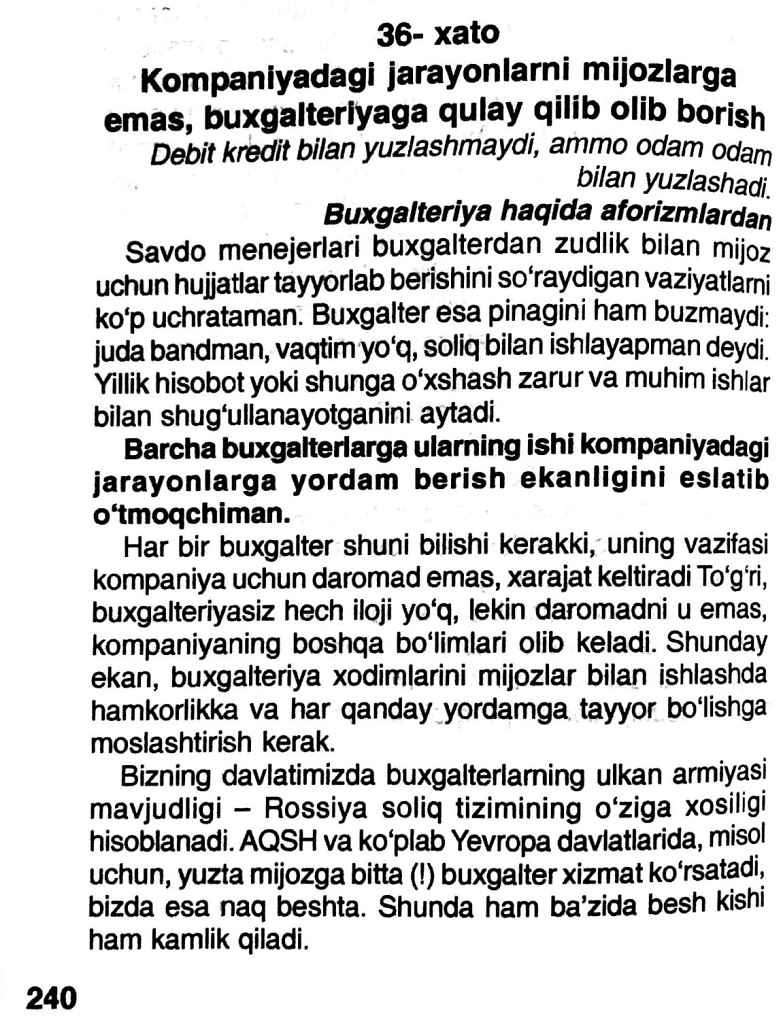 36- xato
Kompaniyadagi jarayonlarni mijozlarga
emas, buxgalteriyaga qulay qilib olib borish
Debit kredit bilan yuzlashmaydi, ammo odam odam
bilan yuzlashadi.
Buxgalteriya haqida aforizmlardan
Savdo menejerlari buxgalterdan zudlik bilan mijoz
uchun hujjatlar tayyorlab berishini so‘raydigan vaziyatlarni
ko‘p uchrataman. Buxgalter esa pinagini ham buzmaydi:
juda bandman, vaqtim yo‘q, soliq bilan ishlayapman deydi.
Yillik hisobot yoki shunga o‘xshash zarur va muhim ishlar
bilan shug‘ullanayotganini aytadi.
Barcha buxgalterlarga ularning ishi kompaniyadagi
jarayonlarga yordam berish ekanligini eslatib
o‘tmoqchiman.
Har bir buxgalter shuni bilishi kerakki, uning vazifasi
kompaniya uchun daromad emas, xarajat keltiradi To‘g‘ri,
buxgalteriyasiz hech iloji yo‘q, lekin daromadni u emas,
kompaniyaning boshqa bo‘limlari olib keladi. Shunday
ekan, buxgalteriya xodimlarini mijozlar bilan ishlashda
hamkorlikka va har qanday yordamga tayyor bo‘lishga
moslashtirish kerak.
Bizning davlatimizda buxgalterlarning ulkan armiyasi
mavjudligi – Rossiya soliq tizimining o‘ziga xosiligi
hisoblanadi. AQSH va ko‘plab Yevropa davlatlarida, misol
uchun, yuzta mijozga bitta (!) buxgalter xizmat ko‘rsatadi,
bizda esa naq beshta. Shunda ham ba’zida besh kishi
ham kamlik qiladi.
240